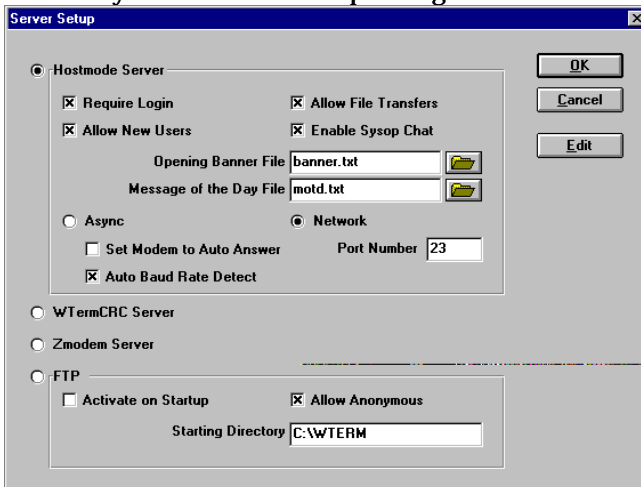 Server Setup
Hostmode Server
OK
Require Login
Allow File Transfers
Cancel
Allow New Users
Enable Sysop Chat
Edit
Opening Banner File banner.txt
Message of the Day File motd.txt
Async
Network
Set Modem to Auto Answer
Port Number 23
Auto Baud Rate Detect
WTermCRC Server
Zmodem Server
FTP
Activate on Startup
Allow Anonymous
Starting Directory C:\WTERM